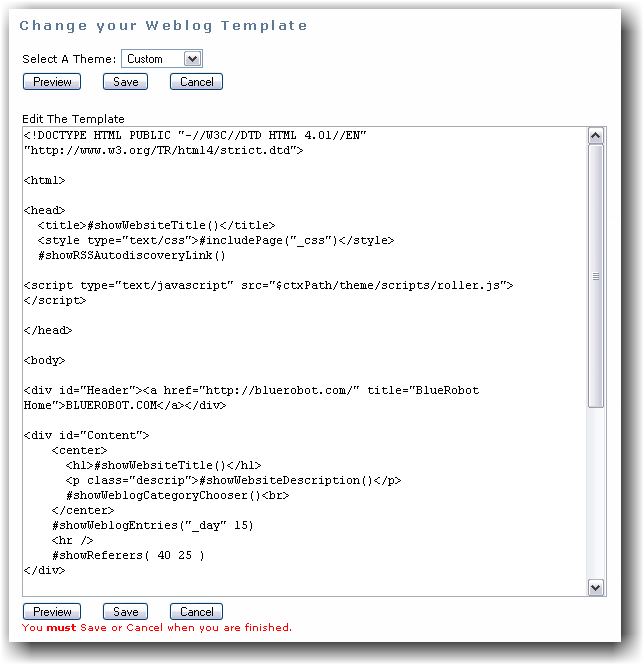 Change your Weblog Template
Select A Theme: Custom
Preview Save Cancel
Edit The Template
<!DOCTYPE HTML PUBLIC "-//W3C//DTD HTML 4.01//EN"
"http://www.w3.org/TR/html4/strict.dtd">
<html>
<head>
<title>#showWebsiteTitle()</title>
<style type="text/css">#includePage("_css")</style>
#showRSSAutodiscoveryLink()
<script type="text/javascript" src="$ctxPath/theme/scripts/roller.js">
</script>
</head>
<body>
<div id="Header"><a href="http://bluerobot.com/" title="BlueRobot
Home">BLUEROBOT.COM</a></div>
<div id="Content">
<center>
<h1>#showWebsiteTitle()</h1>
<p class="descrip">#showWebsiteDescription()</p>
#showWeblogCategoryChooser()<br>
</center>
#showWeblogEntries("_day" 15)
<hr />
#showReferers( 40 25 )
</div>
Preview Save Cancel
You must Save or Cancel when you are finished.